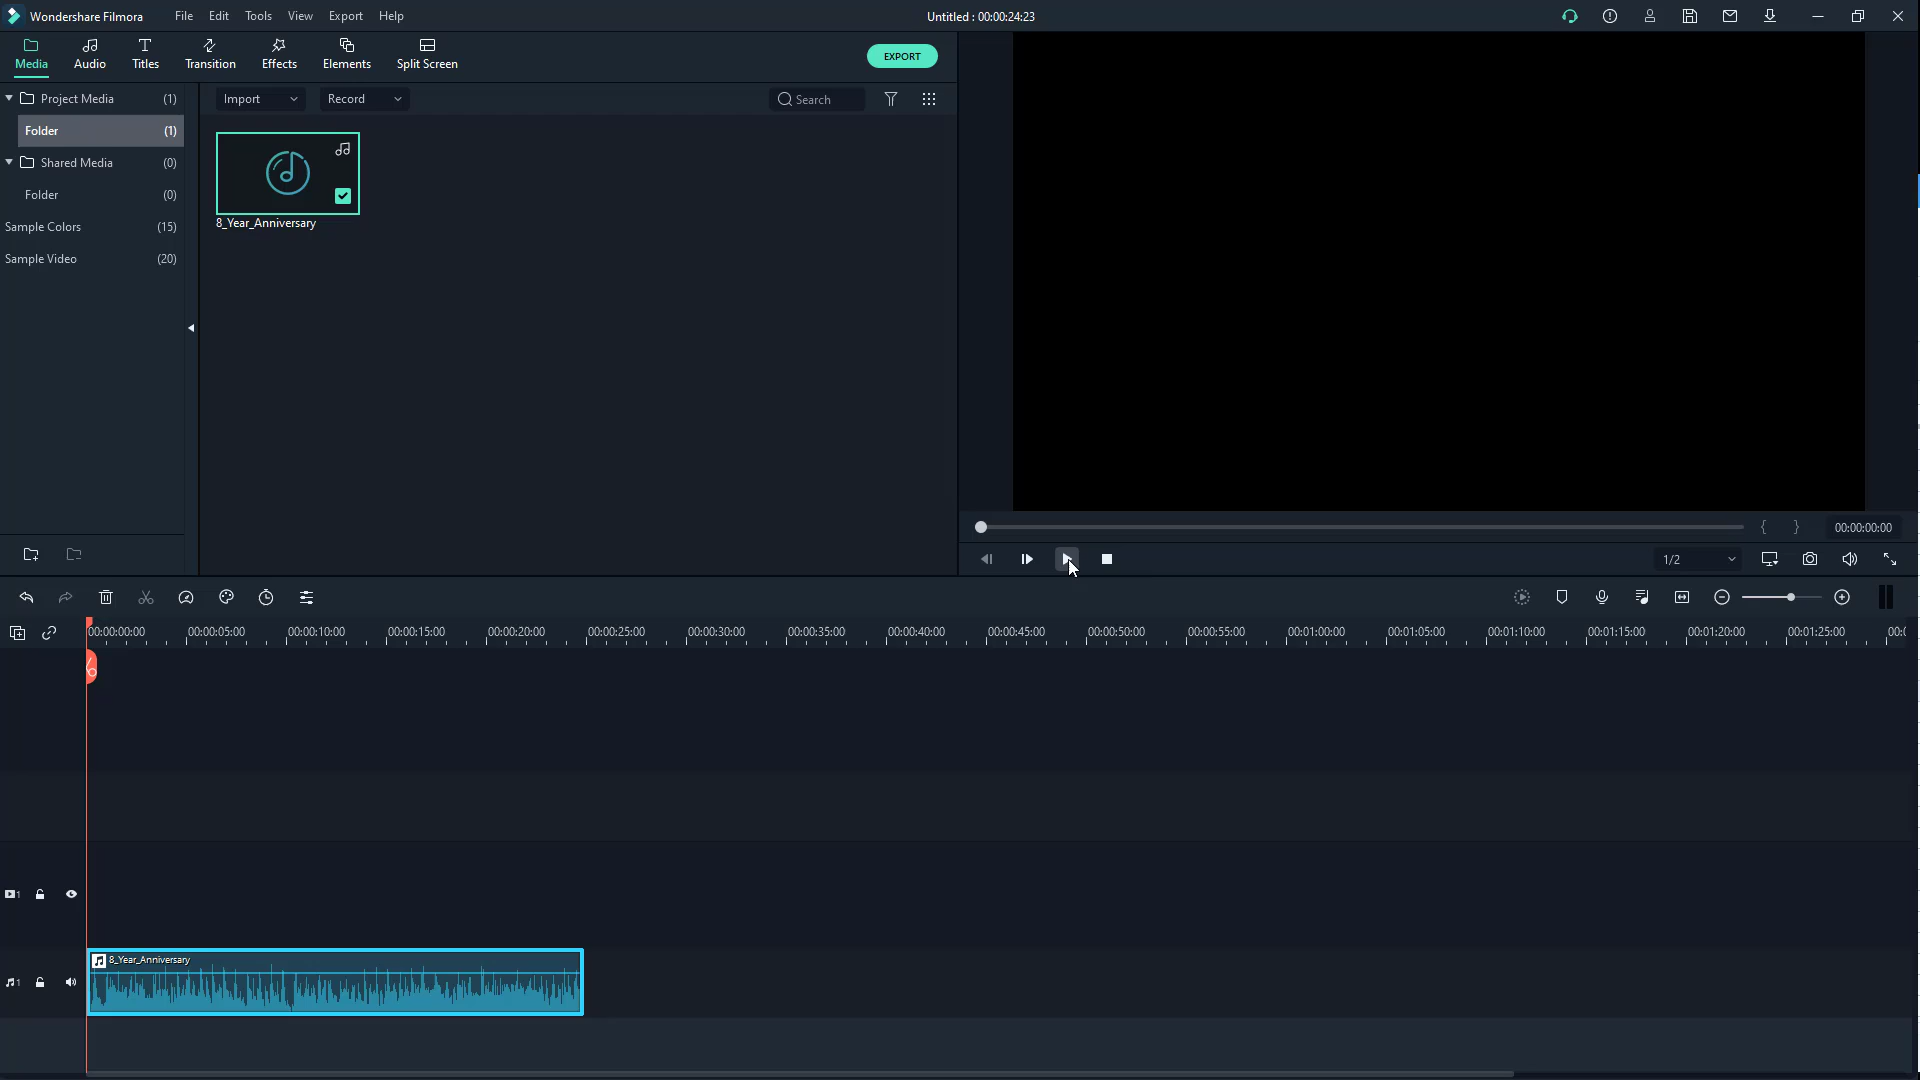 Wondershare Filmora File Edit Tools View Export Help Untitled : 00:00:24:23
Media Audio Titles Transition Effects Elements Split Screen EXPORT
Project Media (1) Import Record Search
Folder (1)
Shared Media (0)
Folder (0)
8_Year_Anniversary
Sample Colors (15)
Sample Video (20)
{ } 00:00:00:00
1/2
00:00:00:00 00:00:05:00 00:00:10:00 00:00:15:00 00:00:20:00 00:00:25:00 00:00:30:00 00:00:35:00 00:00:40:00 00:00:45:00 00:00:50:00 00:00:55:00 00:01:00:00 00:01:05:00 00:01:10:00 00:01:15:00 00:01:20:00 00:01:25:00
1
8_Year_Anniversary
1